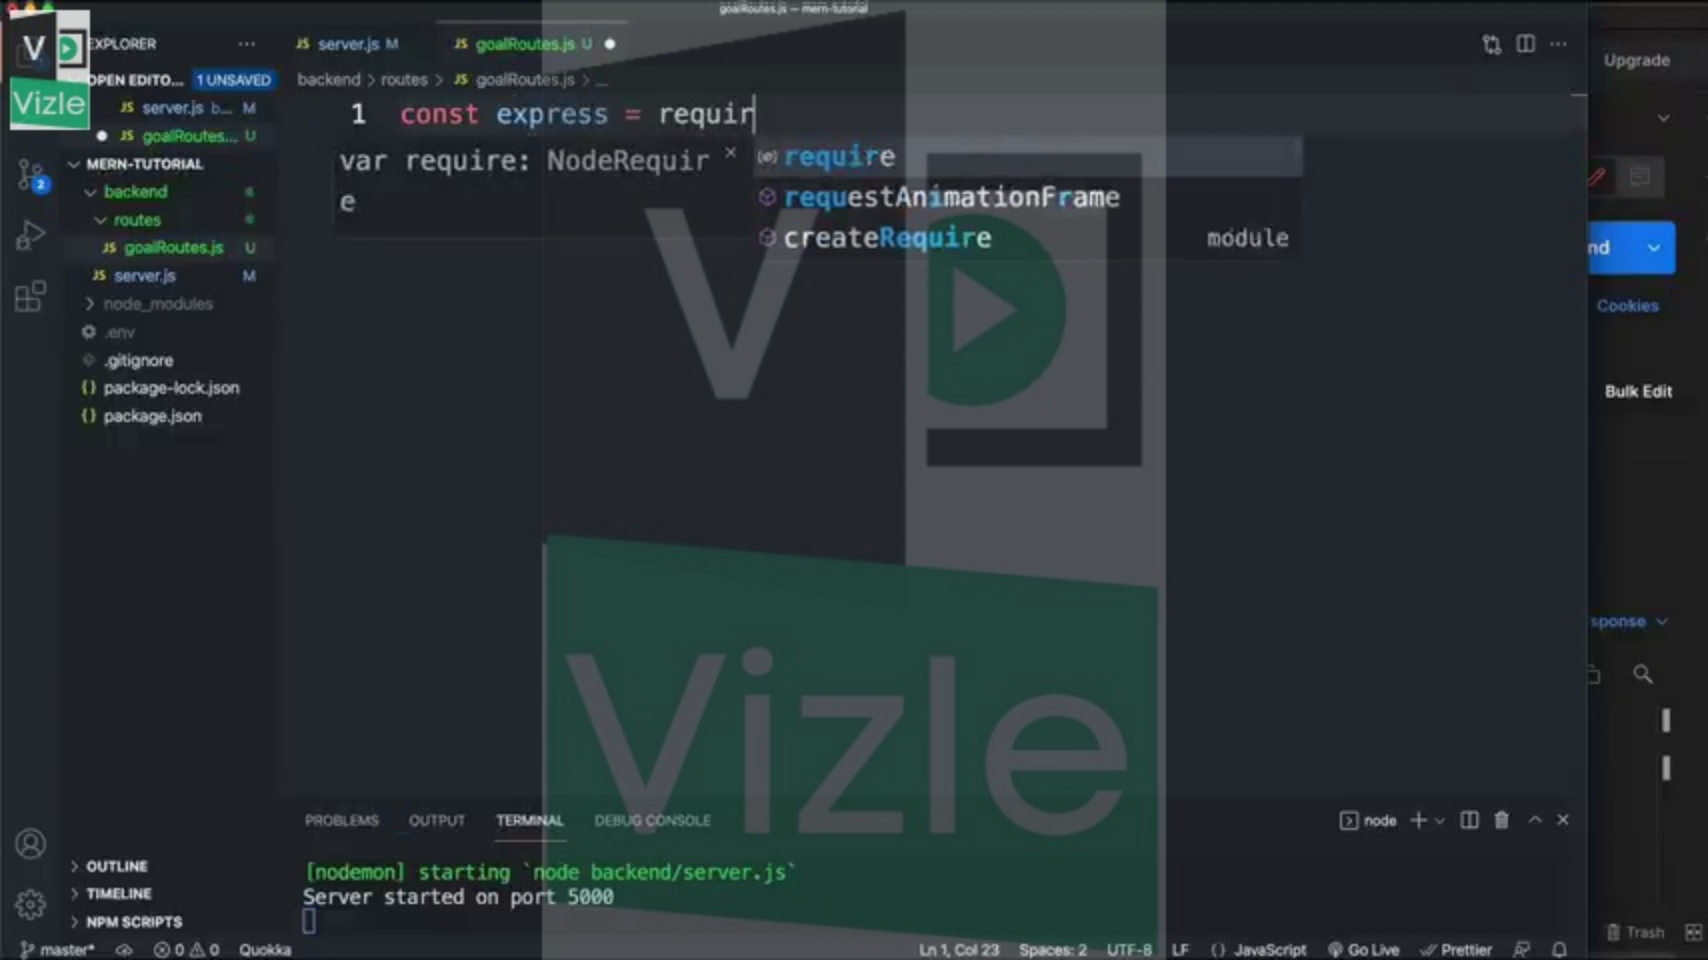 goalRoutes.js — mern-tutorial
V
Vizle
EXPLORER
server.js M
goalRoutes.js U
Upgrade
OPEN EDITO... 1 UNSAVED
backend > routes > JS goalRoutes.js > ...
JS server.js b... M
JS goalRoutes... U
1 const express = requir
var require: NodeRequir
e
require
requestAnimationFrame
createRequire module
MERN-TUTORIAL
2
backend
routes
JS goalRoutes.js U
JS server.js M
node_modules
.env
.gitignore
{} package-lock.json
{} package.json
nd
Cookies
Bulk Edit
sponse
V
Vizle
PROBLEMS OUTPUT TERMINAL DEBUG CONSOLE
node
[nodemon] starting `node backend/server.js`
Server started on port 5000
OUTLINE
TIMELINE
NPM SCRIPTS
Trash
master* 0 0 Quokka
Ln 1, Col 23 Spaces: 2 UTF-8 LF {} JavaScript Go Live Prettier